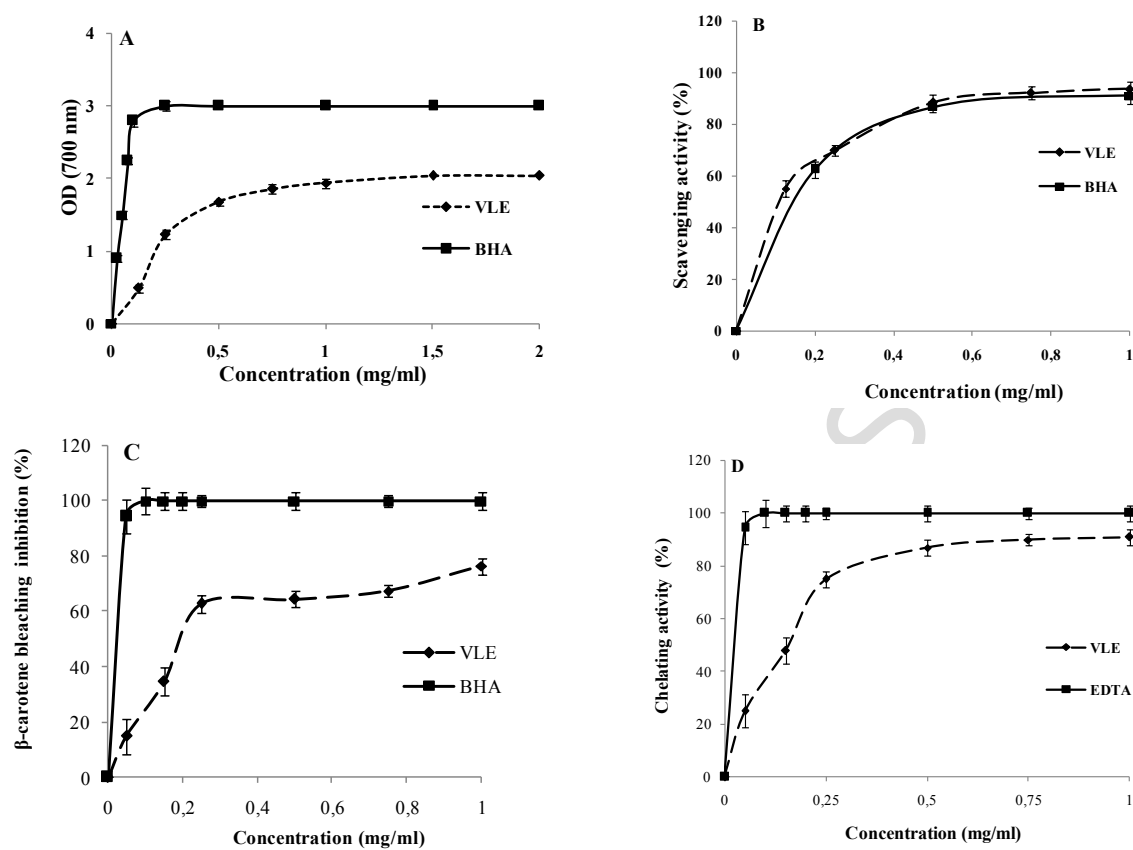 A
OD (700 nm)
4
3
2
1
0
0 0,5 1 1,5 2
Concentration (mg/ml)
VLE
BHA
B
Scavenging activity (%)
120
100
80
60
40
20
0
0 0,2 0,4 0,6 0,8 1
Concentration (mg/ml)
VLE
BHA
C
β-carotene bleaching inhibition (%)
120
100
80
60
40
20
0
0 0,2 0,4 0,6 0,8 1
Concentration (mg/ml)
VLE
BHA
D
Chelating activity (%)
120
100
80
60
40
20
0
0 0,25 0,5 0,75 1
Concentration (mg/ml)
VLE
EDTA
S